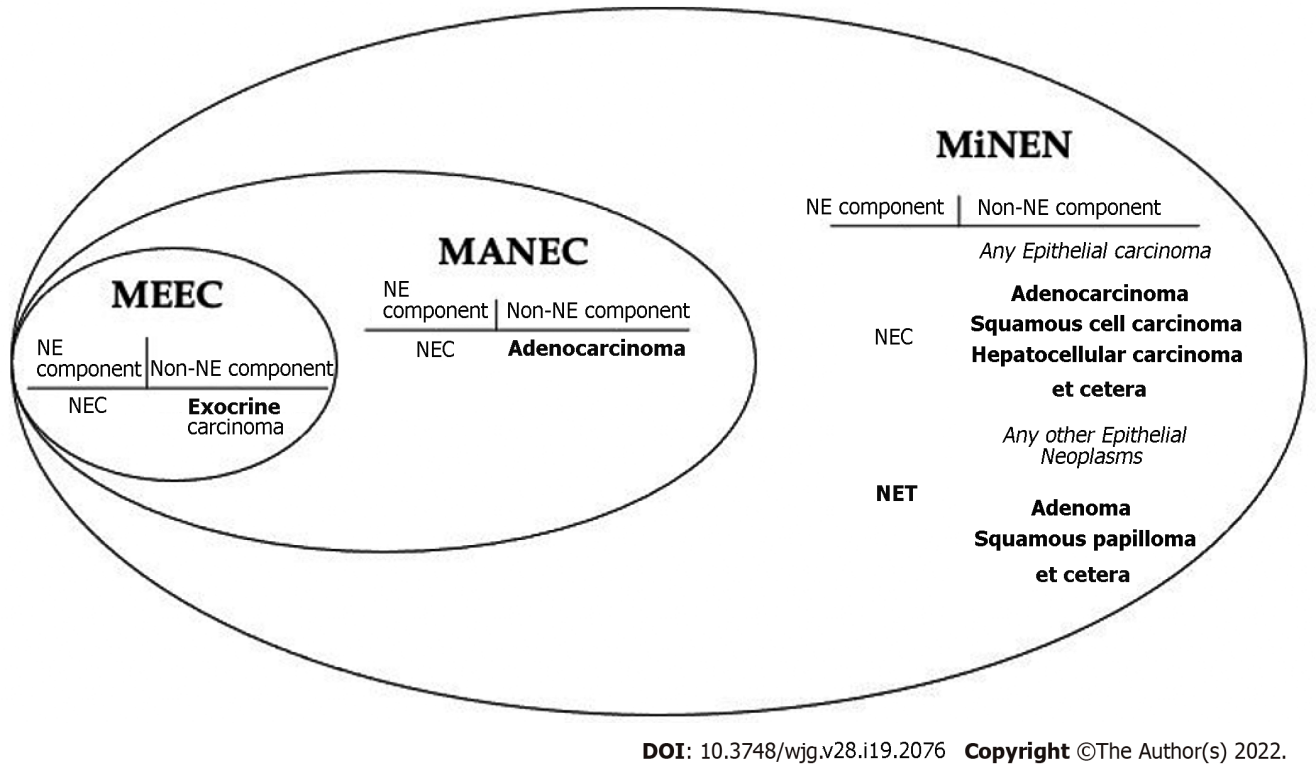 MiNEN
NE component Non-NE component
Any Epithelial carcinoma
Adenocarcinoma
Squamous cell carcinoma
NEC
Hepatocellular carcinoma
et cetera
Any other Epithelial
Neoplasms
NET
Adenoma
Squamous papilloma
et cetera
MANEC
NE
component Non-NE component
NEC Adenocarcinoma
MEEC
NE
component Non-NE component
NEC Exocrine
carcinoma
DOI: 10.3748/wjg.v28.i19.2076 Copyright ©The Author(s) 2022.